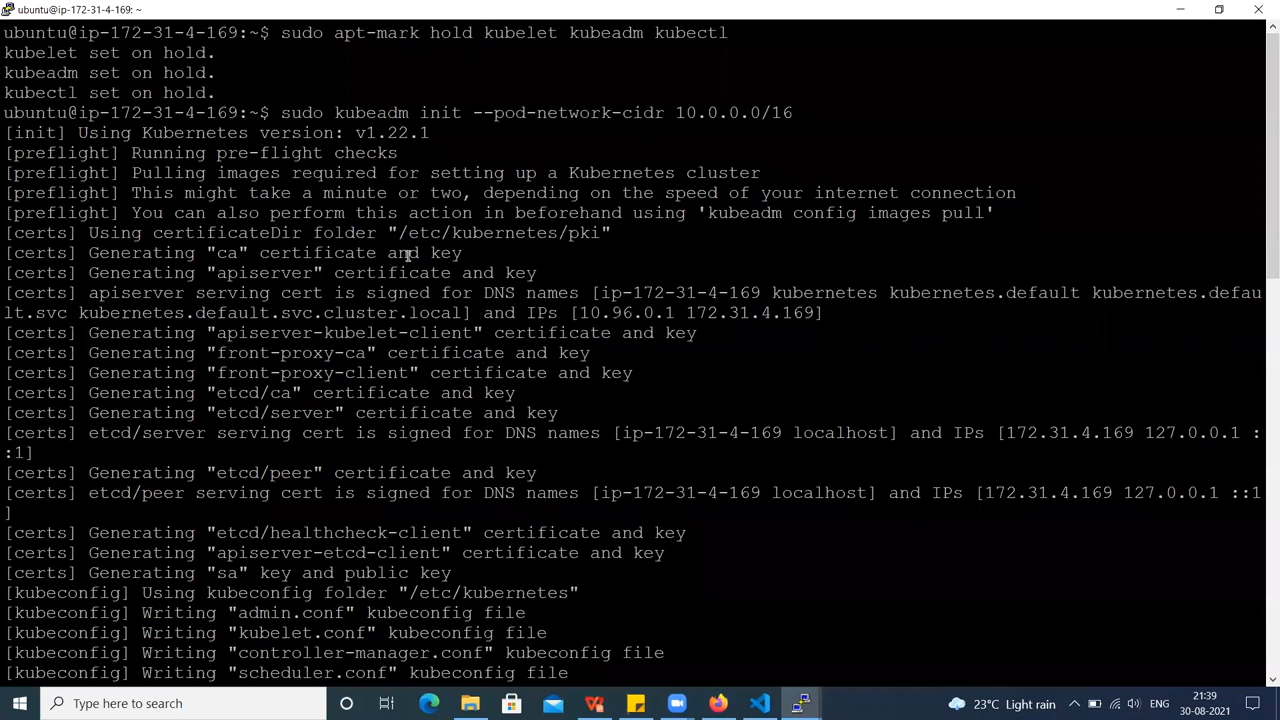 ubuntu@ip-172-31-4-169: ~
ubuntu@ip-172-31-4-169:~$ sudo apt-mark hold kubelet kubeadm kubectl
kubelet set on hold.
kubeadm set on hold.
kubectl set on hold.
ubuntu@ip-172-31-4-169:~$ sudo kubeadm init --pod-network-cidr 10.0.0.0/16
[init] Using Kubernetes version: v1.22.1
[preflight] Running pre-flight checks
[preflight] Pulling images required for setting up a Kubernetes cluster
[preflight] This might take a minute or two, depending on the speed of your internet connection
[preflight] You can also perform this action in beforehand using 'kubeadm config images pull'
[certs] Using certificateDir folder "/etc/kubernetes/pki"
[certs] Generating "ca" certificate and key
[certs] Generating "apiserver" certificate and key
[certs] apiserver serving cert is signed for DNS names [ip-172-31-4-169 kubernetes kubernetes.default kubernetes.defau
lt.svc kubernetes.default.svc.cluster.local] and IPs [10.96.0.1 172.31.4.169]
[certs] Generating "apiserver-kubelet-client" certificate and key
[certs] Generating "front-proxy-ca" certificate and key
[certs] Generating "front-proxy-client" certificate and key
[certs] Generating "etcd/ca" certificate and key
[certs] Generating "etcd/server" certificate and key
[certs] etcd/server serving cert is signed for DNS names [ip-172-31-4-169 localhost] and IPs [172.31.4.169 127.0.0.1 :
:1]
[certs] Generating "etcd/peer" certificate and key
[certs] etcd/peer serving cert is signed for DNS names [ip-172-31-4-169 localhost] and IPs [172.31.4.169 127.0.0.1 ::1
]
[certs] Generating "etcd/healthcheck-client" certificate and key
[certs] Generating "apiserver-etcd-client" certificate and key
[certs] Generating "sa" key and public key
[kubeconfig] Using kubeconfig folder "/etc/kubernetes"
[kubeconfig] Writing "admin.conf" kubeconfig file
[kubeconfig] Writing "kubelet.conf" kubeconfig file
[kubeconfig] Writing "controller-manager.conf" kubeconfig file
[kubeconfig] Writing "scheduler.conf" kubeconfig file
Type here to search
23°C Light rain
21:39
30-08-2021